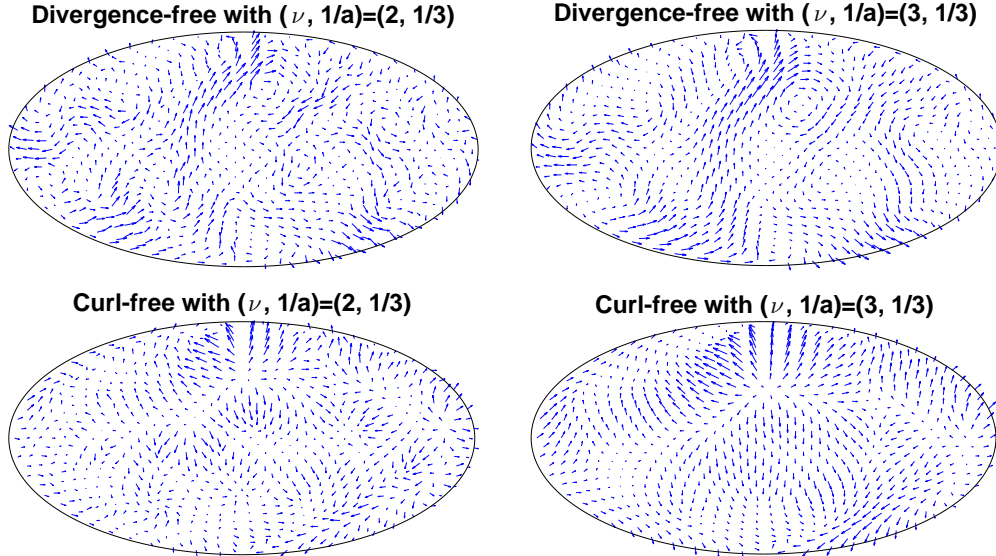 Divergence-free with (ν, 1/a)=(2, 1/3)
Divergence-free with (ν, 1/a)=(3, 1/3)
Curl-free with (ν, 1/a)=(2, 1/3)
Curl-free with (ν, 1/a)=(3, 1/3)